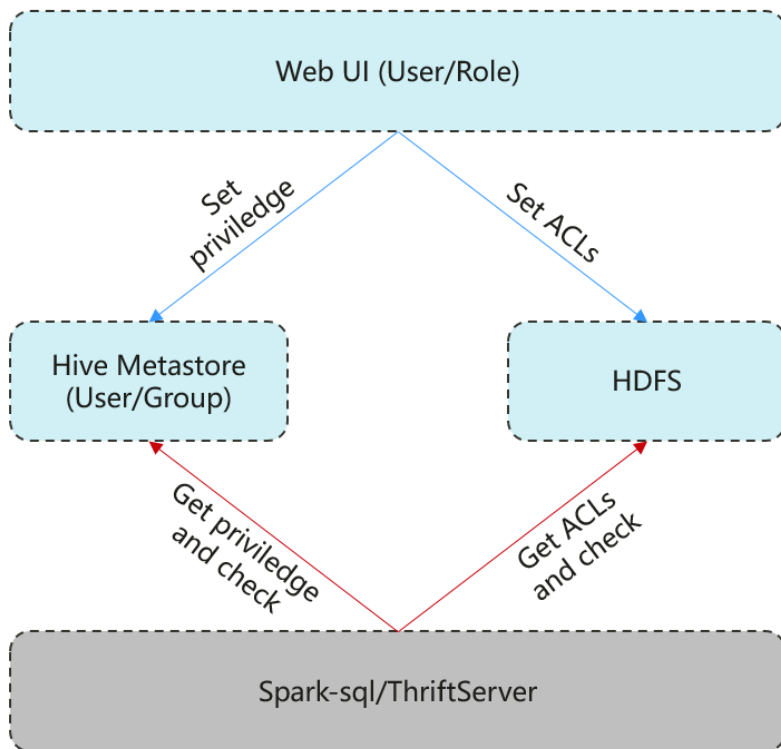 Web UI (User/Role)
Set
priviledge
Set ACLs
Hive Metastore
(User/Group)
HDFS
Get priviledge
and check
Get ACLs
and check
Spark-sql/ThriftServer